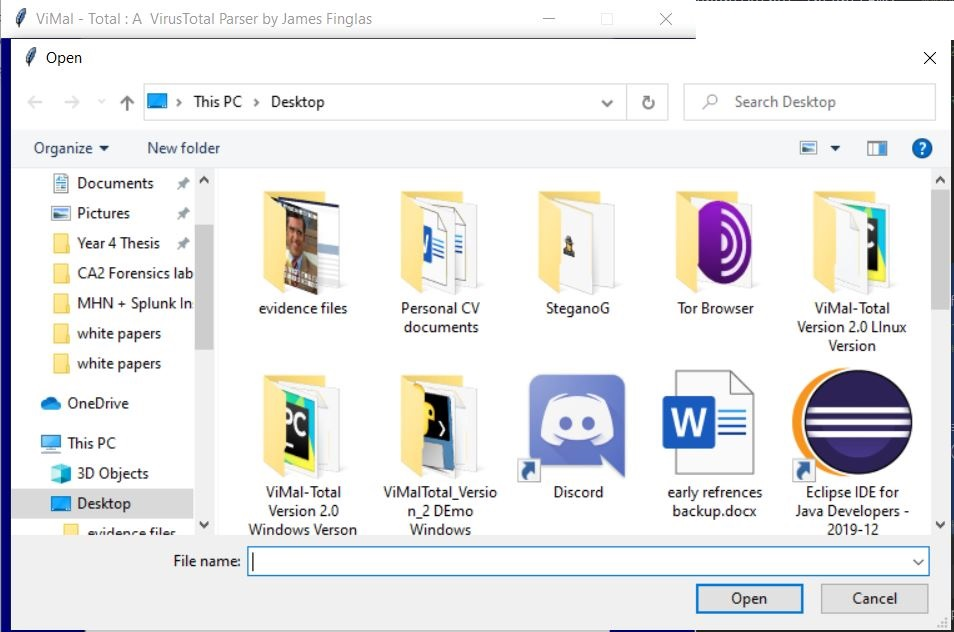 ViMal - Total : A  VirusTotal Parser by James Finglas
Open
This PC > Desktop
Search Desktop
Organize
New folder
?
Documents
Pictures
Year 4 Thesis
CA2 Forensics lab
MHN + Splunk In
white papers
white papers
OneDrive
This PC
3D Objects
Desktop
evidence files
evidence files
Personal CV
documents
SteganoG
Tor Browser
ViMal-Total
Version 2.0 LInux
Version
ViMal-Total
Version 2.0
Windows Verson
ViMalTotal_Versio
n_2 DEmo
Windows
Discord
early refrences
backup.docx
Eclipse IDE for
Java Developers -
2019-12
File name:
Open
Cancel